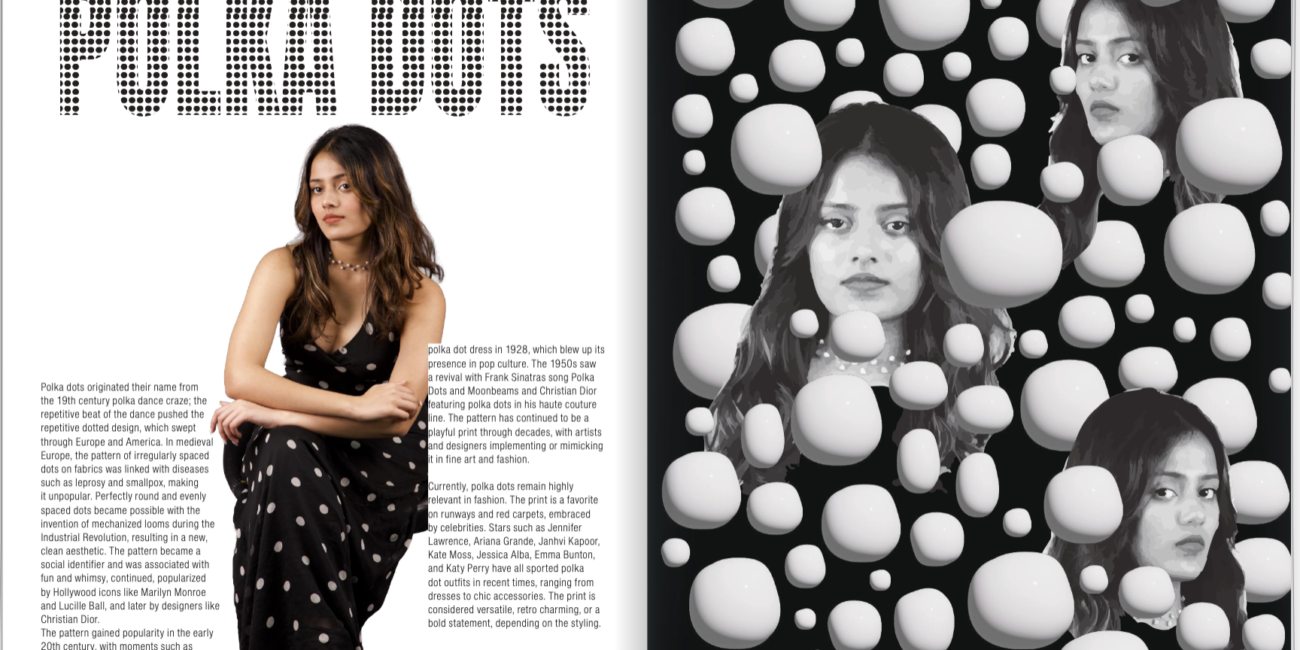 POLKA DOTS
Polka dots originated their name from
the 19th century polka dance craze; the
repetitive beat of the dance pushed the
repetitive dotted design, which swept
through Europe and America. In medieval
Europe, the pattern of irregularly spaced
dots on fabrics was linked with diseases
such as leprosy and smallpox, making
it unpopular. Perfectly round and evenly
spaced dots became possible with the
invention of mechanized looms during the
Industrial Revolution, resulting in a new,
clean aesthetic. The pattern became a
social identifier and was associated with
fun and whimsy, continued, popularized
by Hollywood icons like Marilyn Monroe
and Lucille Ball, and later by designers like
Christian Dior.
The pattern gained popularity in the early
20th century, with moments such as
polka dot dress in 1928, which blew up its
presence in pop culture. The 1950s saw
a revival with Frank Sinatras song Polka
Dots and Moonbeams and Christian Dior
featuring polka dots in his haute couture
line. The pattern has continued to be a
playful print through decades, with artists
and designers implementing or mimicking
it in fine art and fashion.
Currently, polka dots remain highly
relevant in fashion. The print is a favorite
on runways and red carpets, embraced
by celebrities. Stars such as Jennifer
Lawrence, Ariana Grande, Janhvi Kapoor,
Kate Moss, Jessica Alba, Emma Bunton,
and Katy Perry have all sported polka
dot outfits in recent times, ranging from
dresses to chic accessories. The print is
considered versatile, retro charming, or a
bold statement, depending on the styling.